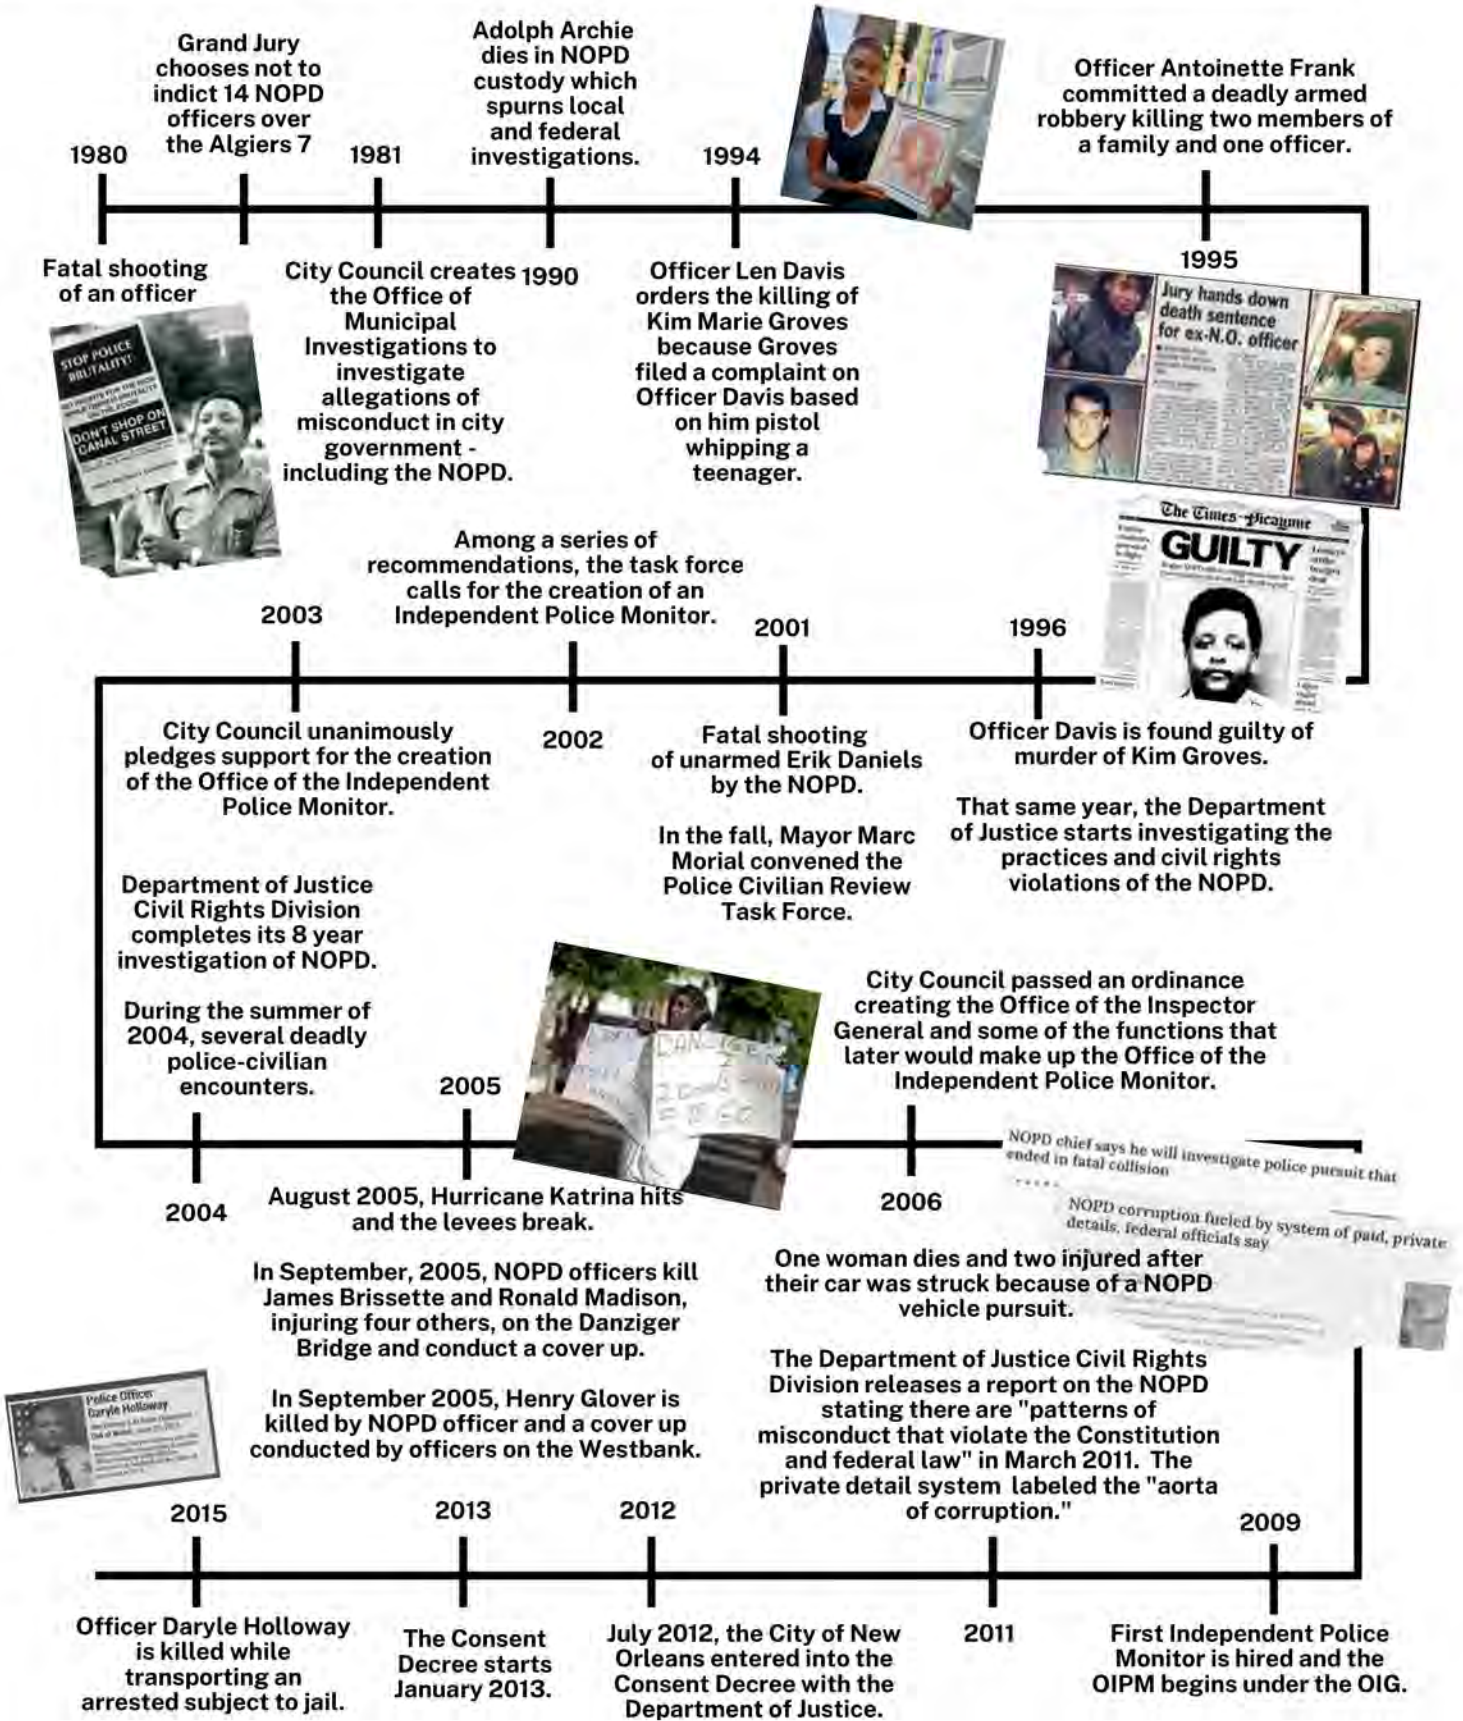 1980
Grand Jury
chooses not to
indict 14 NOPD
officers over
the Algiers 7
1981
Adolph Archie
dies in NOPD
custody which
spurns local
and federal
investigations.
1994
Officer Antoinette Frank
committed a deadly armed
robbery killing two members of
a family and one officer.
Fatal shooting
of an officer
STOP POLICE
BRUTALITY!
DON'T SHOP ON
CANAL STREET
City Council creates
the Office of
Municipal
Investigations to
investigate
allegations of
misconduct in city
government -
including the NOPD.
1990
Officer Len Davis
orders the killing of
Kim Marie Groves
because Groves
filed a complaint on
Officer Davis based
on him pistol
whipping a
teenager.
1995
Jury hands down
death sentence
for ex-N.O. officer
The Times-Picayune
GUILTY
2003
Among a series of
recommendations, the task force
calls for the creation of an
Independent Police Monitor.
2001
1996
City Council unanimously
pledges support for the creation
of the Office of the Independent
Police Monitor.
2002
Fatal shooting
of unarmed Erik Daniels
by the NOPD.
In the fall, Mayor Marc
Morial convened the
Police Civilian Review
Task Force.
Officer Davis is found guilty of
murder of Kim Groves.
That same year, the Department
of Justice starts investigating the
practices and civil rights
violations of the NOPD.
Department of Justice
Civil Rights Division
completes its 8 year
investigation of NOPD.
During the summer of
2004, several deadly
police-civilian
encounters.
2005
DANZIGER
City Council passed an ordinance
creating the Office of the Inspector
General and some of the functions that
later would make up the Office of the
Independent Police Monitor.
2004
August 2005, Hurricane Katrina hits
and the levees break.
In September, 2005, NOPD officers kill
James Brissette and Ronald Madison,
injuring four others, on the Danziger
Bridge and conduct a cover up.
In September 2005, Henry Glover is
killed by NOPD officer and a cover up
conducted by officers on the Westbank.
2006
NOPD chief says he will investigate police pursuit that
ended in fatal collision
NOPD corruption fueled by system of paid, private
details, federal officials say
One woman dies and two injured after
their car was struck because of a NOPD
vehicle pursuit.
The Department of Justice Civil Rights
Division releases a report on the NOPD
stating there are "patterns of
misconduct that violate the Constitution
and federal law" in March 2011. The
private detail system labeled the "aorta
of corruption."
Police Officer
Daryle Holloway
2015
2013
2012
2009
Officer Daryle Holloway
is killed while
transporting an
arrested subject to jail.
The Consent
Decree starts
January 2013.
July 2012, the City of New
Orleans entered into the
Consent Decree with the
Department of Justice.
2011
First Independent Police
Monitor is hired and the
OIPM begins under the OIG.